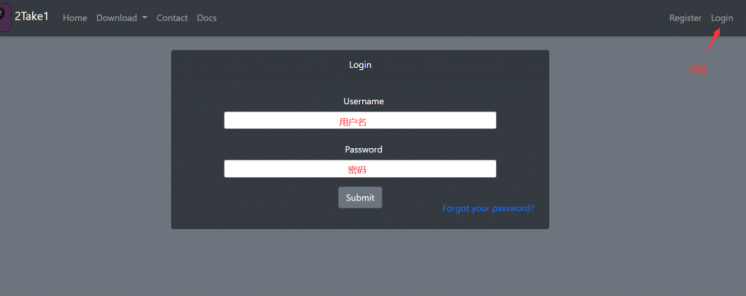 2Take1 Home Download Contact Docs Register Login
Login
Username
用户名
Password
密码
Submit
Forgot your password?